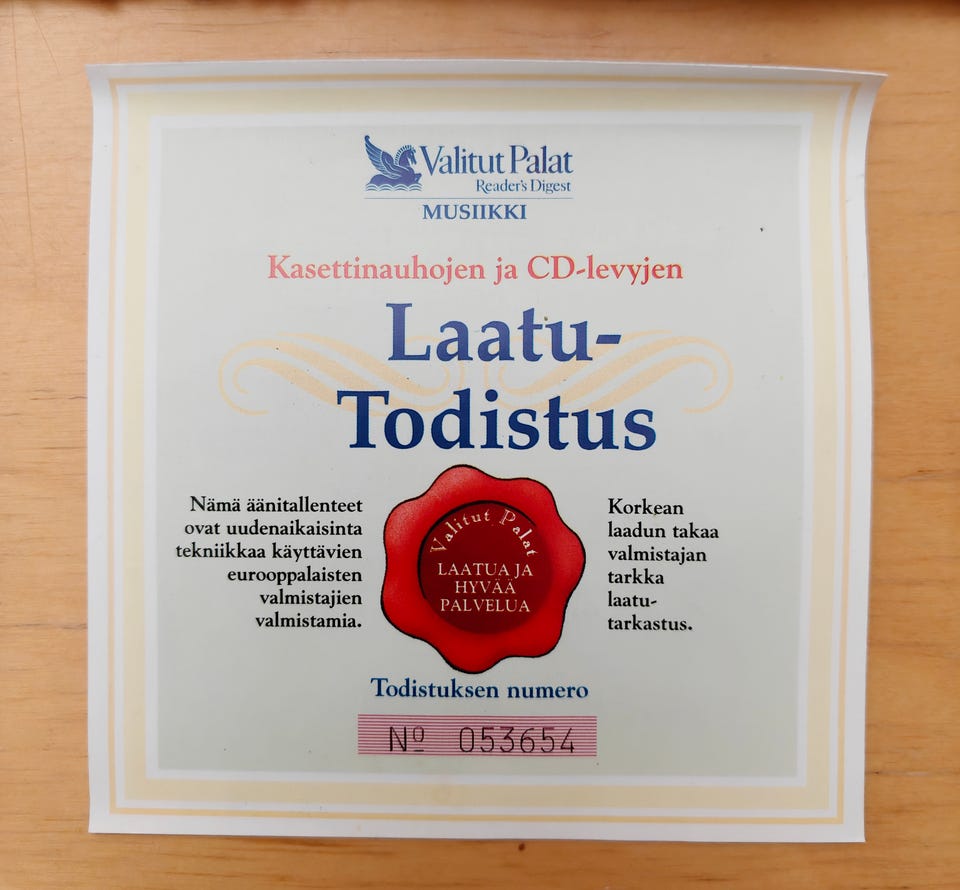 Valitut Palat
Reader's Digest
MUSIIKKI
Kasettinauhojen ja CD-levyjen
Laatu-
Todistus
Nämä äänitallenteet
ovat uudenaikaisinta
tekniikkaa käyttävien
eurooppalaisten
valmistajien
valmistamia.
Valitut Palat
LAATUA JA
HYVÄÄ
PALVELUA
Korkean
laadun takaa
valmistajan
tarkka
laatu-
tarkastus.
Todistuksen numero
Nº 053654